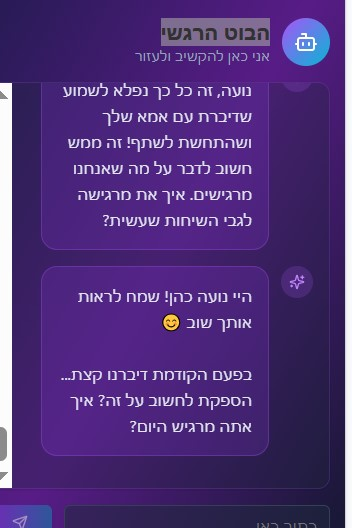 הבוט הרגשי
אני כאן להקשיב ולעזור
נועה, זה כל כך נפלא לשמוע
שדיברת עם אמא שלך
ושהתחשת לשתף! זה ממש
חשוב לדבר על מה שאנחנו
מרגישים. איך את מרגישה
לגבי השיחות שעשית?
היי נועה כהן! שמח לראות
אותך שוב 😊
בפעם הקודמת דיברנו קצת...
הספקת לחשוב על זה? איך
אתה מרגיש היום?